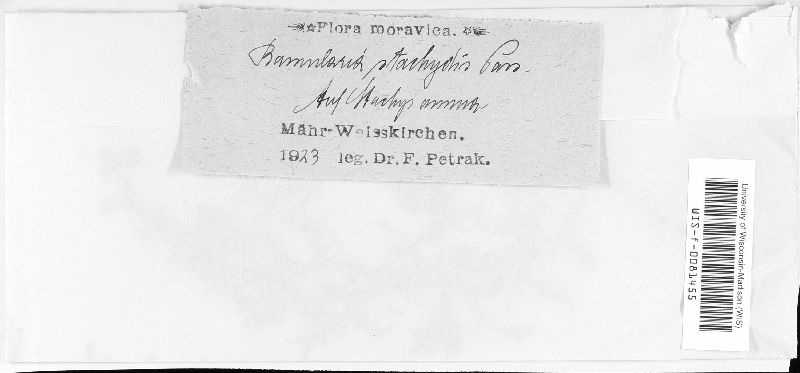 Flora moravica.
Ramularia stachydis Pass.
Auf Stachys annua
Mähr-Weisskirchen.
1923 leg. Dr. F. Petrak.
University of Wisconsin-Madison (WIS)
WIS-f-0081455